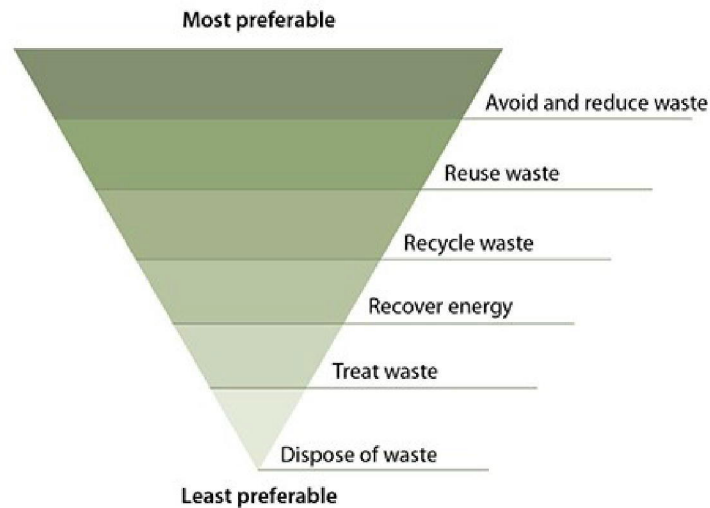 Most preferable
Avoid and reduce waste
Reuse waste
Recycle waste
Recover energy
Treat waste
Dispose of waste
Least preferable